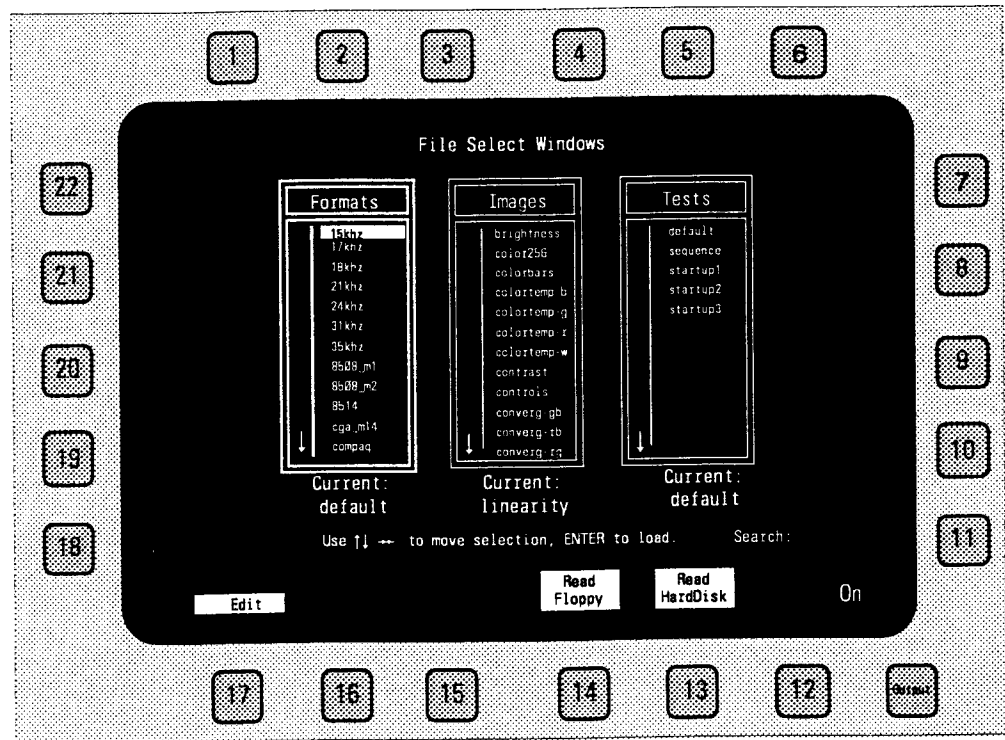 1 2 3 4 5 6
File Select Windows
22
21
20
19
18
Formats
15khz
17khz
18khz
21khz
24khz
31khz
35khz
8508_m1
8508_m2
8514
cga_m14
compaq
Current:
default
Images
brightness
color256
colorbars
colortemp-b
colortemp-g
colortemp-r
colortemp-w
contrast
controls
converg-gb
converg-rb
converg-rg
Current:
linearity
Tests
default
sequence
startup1
startup2
startup3
Current:
default
7
8
9
10
11
Use ↑↓ →← to move selection, ENTER to load. Search:
Edit
Read
Floppy
Read
HardDisk
On
17 16 15 14 13 12 Output